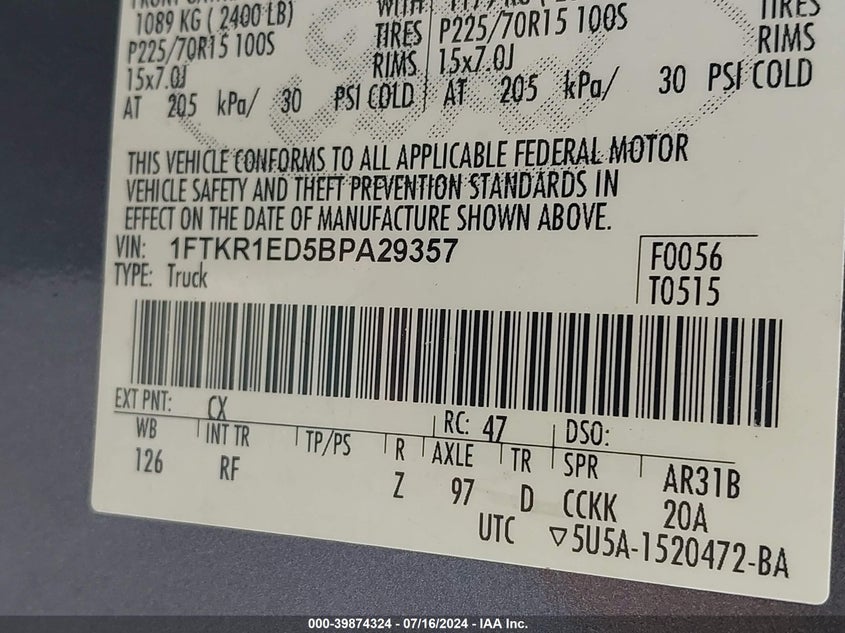 1089 KG ( 2400 LB) WITH
P225/70R15 100S TIRES P225/70R15 100S TIRES
15x7.0J RIMS 15x7.0J RIMS
AT 205 kPa/ 30 PSI COLD AT 205 kPa/ 30 PSI COLD
THIS VEHICLE CONFORMS TO ALL APPLICABLE FEDERAL MOTOR
VEHICLE SAFETY AND THEFT PREVENTION STANDARDS IN
EFFECT ON THE DATE OF MANUFACTURE SHOWN ABOVE.
VIN: 1FTKR1ED5BPA29357 F0056
TYPE: Truck T0515
EXT PNT: CX RC: 47 DSO:
WB INT TR TP/PS R AXLE TR SPR AR31B
126 RF Z 97 D CCKK 20A
UTC ▽5U5A-1520472-BA
000-39874324 - 07/16/2024 - IAA Inc.